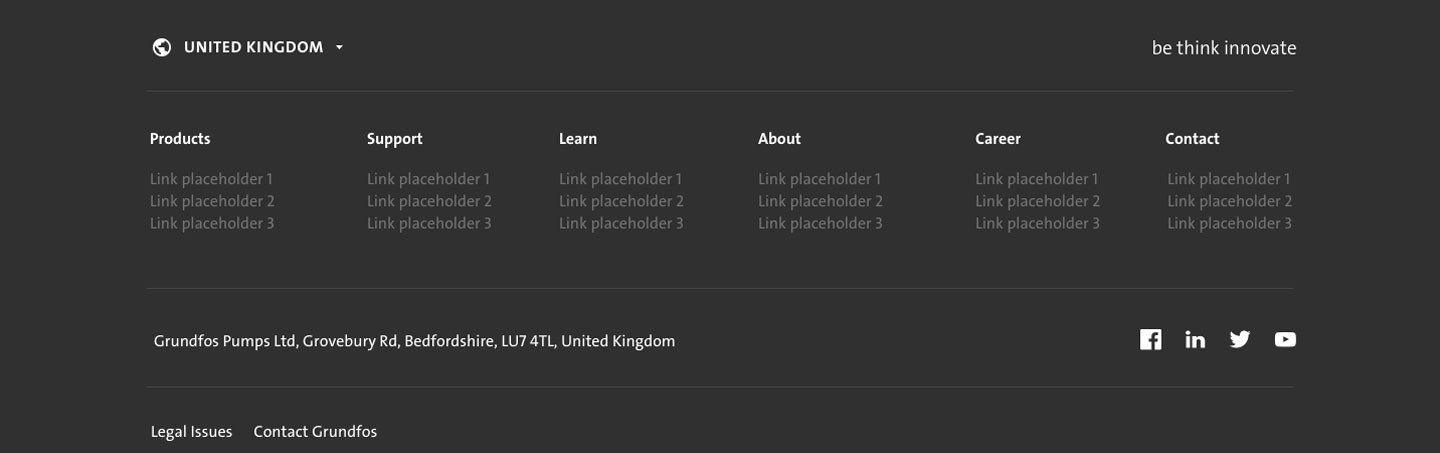 UNITED KINGDOM
be think innovate
Products
Link placeholder 1
Link placeholder 2
Link placeholder 3
Support
Link placeholder 1
Link placeholder 2
Link placeholder 3
Learn
Link placeholder 1
Link placeholder 2
Link placeholder 3
About
Link placeholder 1
Link placeholder 2
Link placeholder 3
Career
Link placeholder 1
Link placeholder 2
Link placeholder 3
Contact
Link placeholder 1
Link placeholder 2
Link placeholder 3
Grundfos Pumps Ltd, Grovebury Rd, Bedfordshire, LU7 4TL, United Kingdom
Legal Issues Contact Grundfos